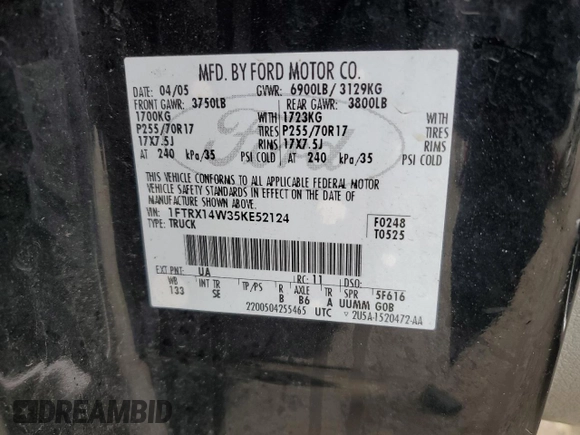 MFD. BY FORD MOTOR CO.
DATE: 04/05 GVWR: 6900LB/ 3129KG
FRONT GAWR: 3750LB REAR GAWR: 3800LB
1700KG WITH 1723KG WITH
P255/70R17 TIRES P255/70R17 TIRES
17X7.5J RIMS 17X7.5J RIMS
AT 240 kPa/35 PSI COLD AT 240 kPa/35 PSI COLD
THIS VEHICLE CONFORMS TO ALL APPLICABLE FEDERAL MOTOR
VEHICLE SAFETY STANDARDS IN EFFECT ON THE DATE OF
MANUFACTURE SHOWN ABOVE.
VIN: 1FTRX14W35KE52124 F0248
TYPE: TRUCK T0525
EXT PNT: UA RC: 11 DSO:
WB INT TR TP/PS R AXLE TR SPR 5F616
133 SE B B6 A UUMM GOB
2200504255465 UTC 2U5A-1520472-AA
Ford
DREAMBID